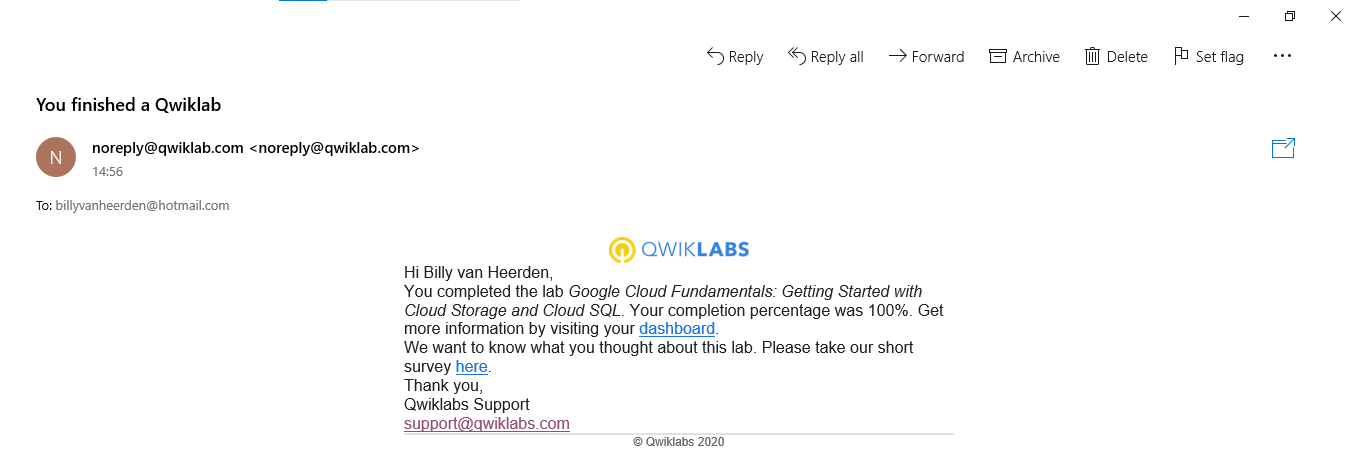 Reply
Reply all
Forward
Archive
Delete
Set flag
You finished a Qwiklab
N
noreply@qwiklab.com <noreply@qwiklab.com>
14:56
To: billyvanheerden@hotmail.com
QWIKLABS
Hi Billy van Heerden,
You completed the lab Google Cloud Fundamentals: Getting Started with
Cloud Storage and Cloud SQL. Your completion percentage was 100%. Get
more information by visiting your dashboard.
We want to know what you thought about this lab. Please take our short
survey here.
Thank you,
Qwiklabs Support
support@qwiklabs.com
© Qwiklabs 2020